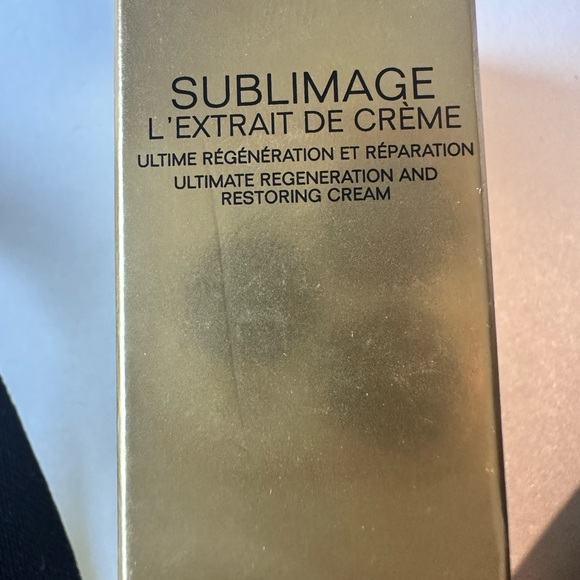 SUBLIMAGE
L'EXTRAIT DE CRÈME
ULTIME RÉGÉNÉRATION ET RÉPARATION
ULTIMATE REGENERATION AND
RESTORING CREAM